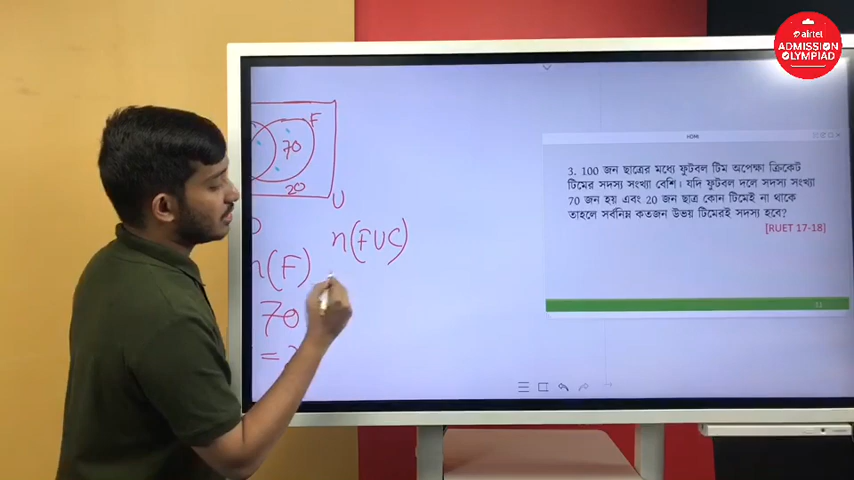 airtel
ADMISSION
OLYMPIAD
F
70
20
U
n(F∪C)
n(F)
70
=
HOME
3. 100 জন ছাত্রের মধ্যে ফুটবল টিম অপেক্ষা ক্রিকেট
টিমের সদস্য সংখ্যা বেশি। যদি ফুটবল দলে সদস্য সংখ্যা
70 জন হয় এবং 20 জন ছাত্র কোন টিমেই না থাকে
তাহলে সর্বনিম্ন কতজন উভয় টিমেরই সদস্য হবে?
[RUET 17-18]